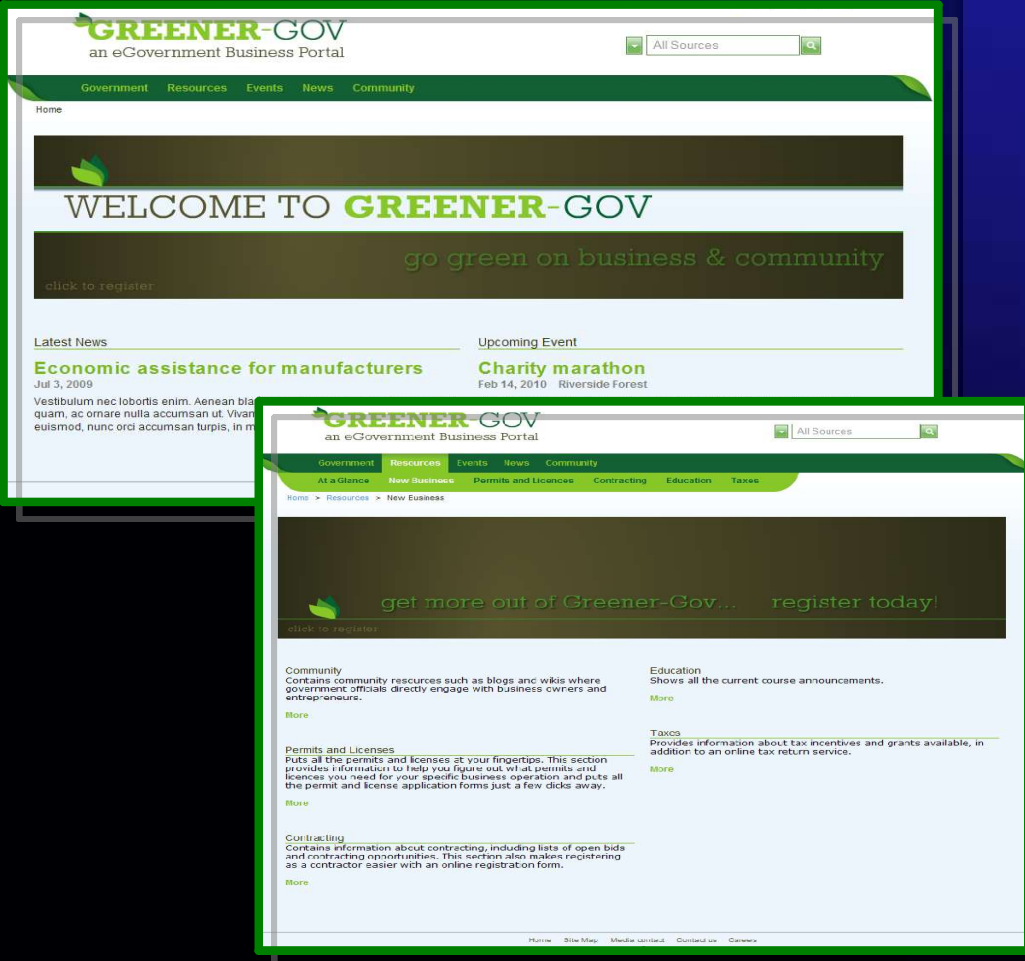 GREENER-GOV
an eGovernment Business Portal
All Sources
Government Resources Events News Community
Home
WELCOME TO GREENER-GOV
go green on business & community
click to register
Latest News
Economic assistance for manufacturers
Jul 3, 2009
Vestibulum nec lobortis enim. Aenean bla
quam, ac ornare nulla accumsan ut. Vivan
euismod, nunc orci accumsan turpis, in m
Upcoming Event
Charity marathon
Feb 14, 2010 Riverside Forest
GREENER-GOV
an eGovernment Business Portal
All Sources
Government Resources Events News Community
At a Glance New Business Permits and Licences Contracting Education Taxes
Home > Resources > New Business
get more out of Greener-Gov... register today!
click to register
Community
Contains community resources such as blogs and wikis where
government officials directly engage with business owners and
entrepreneurs.
More
Permits and Licenses
Puts all the permits and licenses at your fingertips. This section
provides information to help you figure out what permits and
licences you need for your specific business operation and puts all
the permit and license application forms just a few clicks away.
More
Contracting
Contains information about contracting, including lists of open bids
and contracting opportunities. This section also makes registering
as a contractor easier with an online registration form.
More
Education
Shows all the current course announcements.
More
Taxes
Provides information about tax incentives and grants available, in
addition to an online tax return service.
More
Home Site Map Media contact Contact us Careers